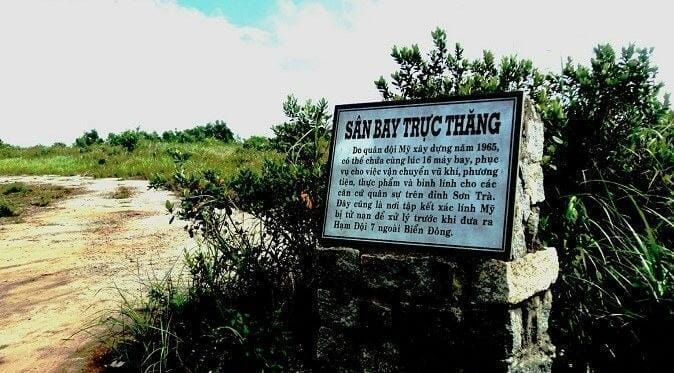 SÂN BAY TRỰC THĂNG
Do quân đội Mỹ xây dựng năm 1965,
có thể chứa cùng lúc 16 máy bay, phục
vụ cho việc vận chuyển vũ khí, phương
tiện, thực phẩm và binh lính cho các
căn cứ quân sự trên đỉnh Sơn Trà.
Đây cũng là nơi tập kết xác lính Mỹ
bị tử nạn để xử lý trước khi đưa ra
Hạm Đội 7 ngoài Biển Đông.